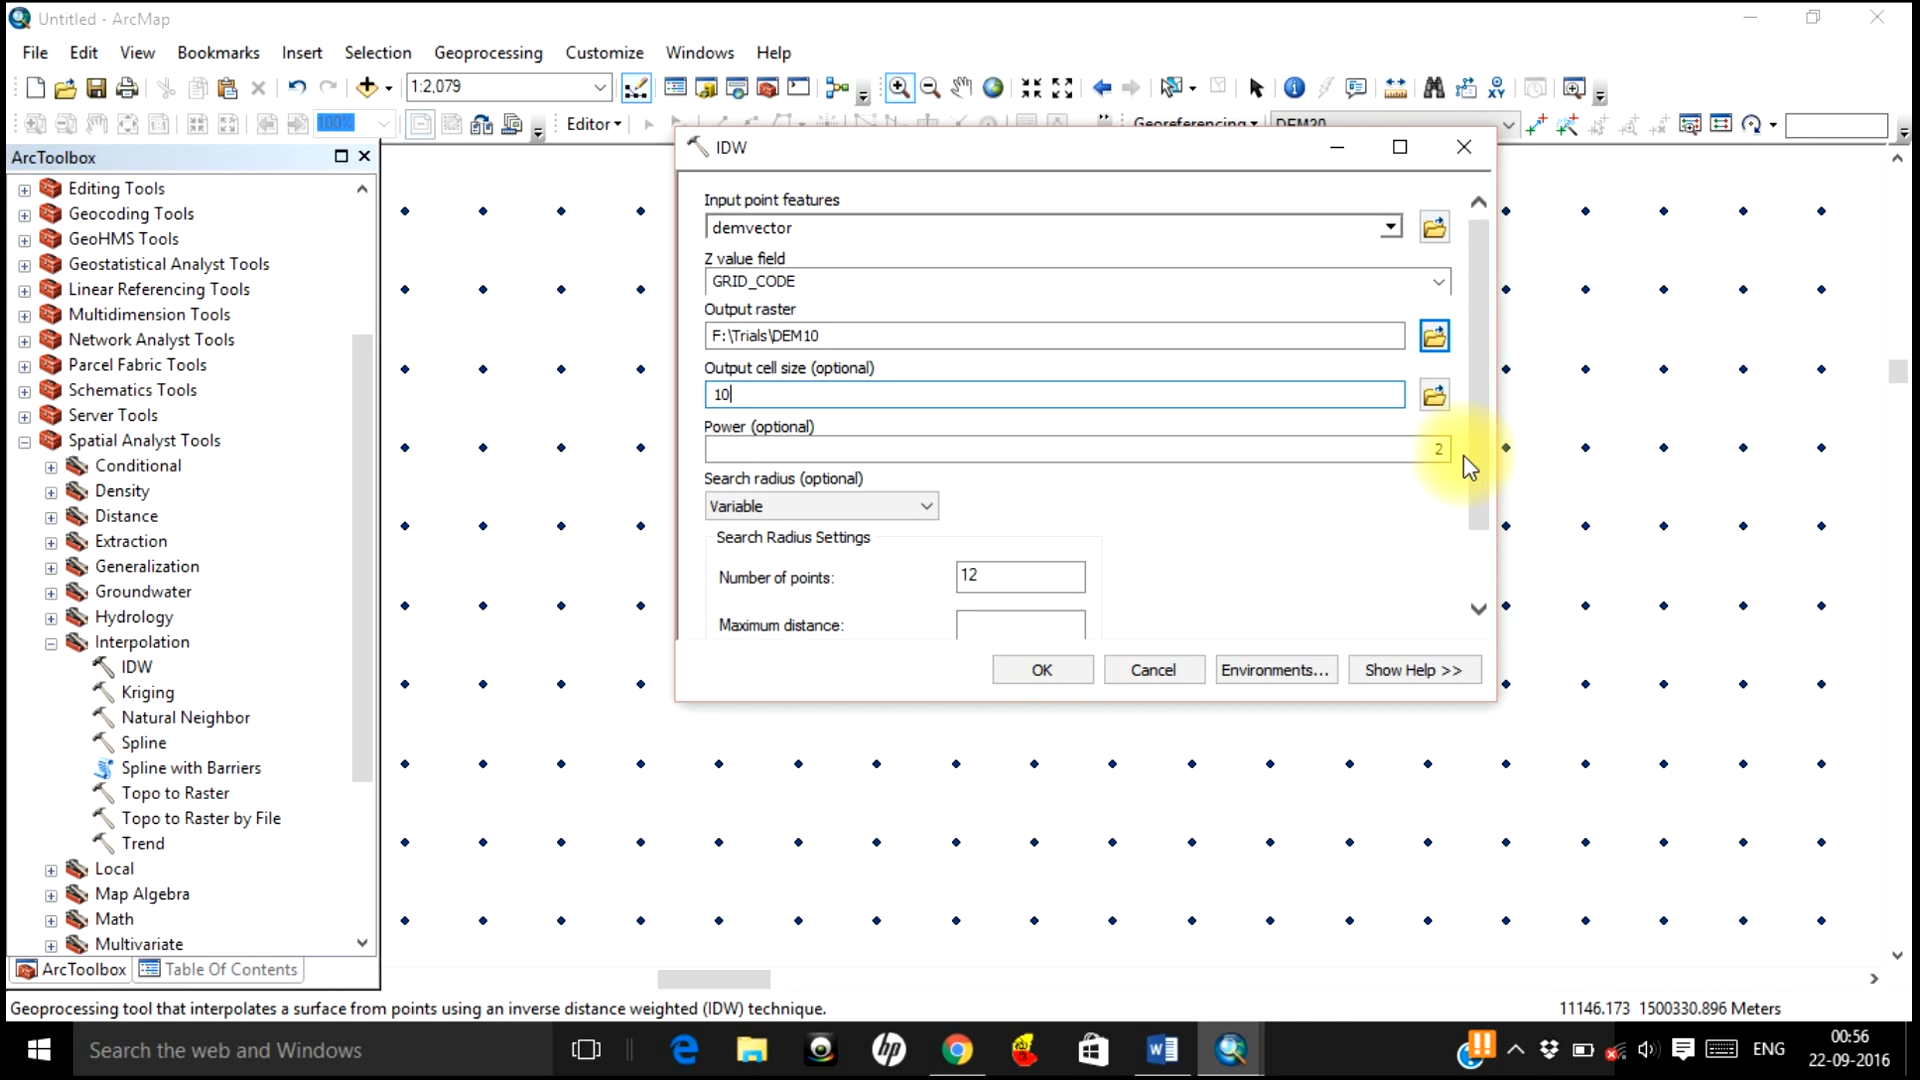 Untitled - ArcMap
File Edit View Bookmarks Insert Selection Geoprocessing Customize Windows Help
1:2,079
100% Editor Georeferencing DEM30
ArcToolbox
Editing Tools
Geocoding Tools
GeoHMS Tools
Geostatistical Analyst Tools
Linear Referencing Tools
Multidimension Tools
Network Analyst Tools
Parcel Fabric Tools
Schematics Tools
Server Tools
Spatial Analyst Tools
Conditional
Density
Distance
Extraction
Generalization
Groundwater
Hydrology
Interpolation
IDW
Kriging
Natural Neighbor
Spline
Spline with Barriers
Topo to Raster
Topo to Raster by File
Trend
Local
Map Algebra
Math
Multivariate
ArcToolbox Table Of Contents
IDW
Input point features
demvector
Z value field
GRID_CODE
Output raster
F:\Trials\DEM10
Output cell size (optional)
10
Power (optional)
2
Search radius (optional)
Variable
Search Radius Settings
Number of points: 12
Maximum distance:
OK Cancel Environments... Show Help >>
Geoprocessing tool that interpolates a surface from points using an inverse distance weighted (IDW) technique.
11146.173 1500330.896 Meters
Search the web and Windows
hp
ENG
00:56
22-09-2016